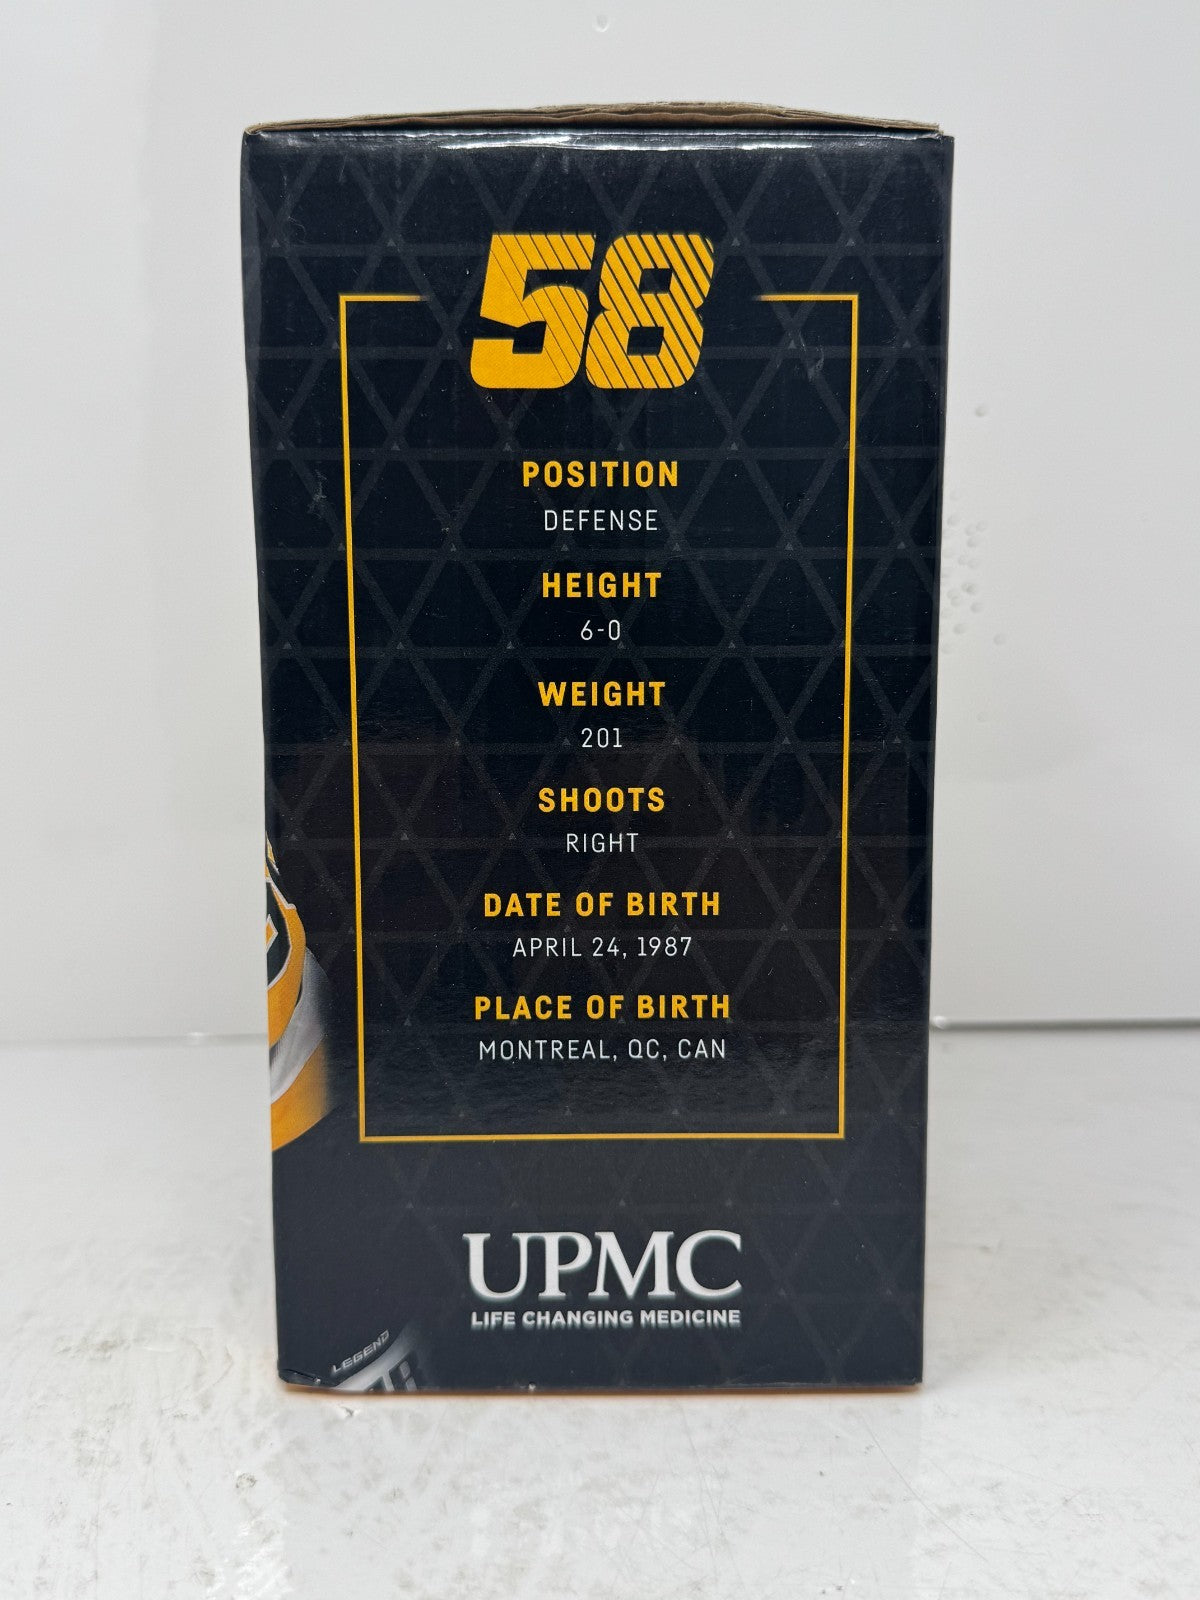 58
POSITION
DEFENSE
HEIGHT
6-0
WEIGHT
201
SHOOTS
RIGHT
DATE OF BIRTH
APRIL 24, 1987
PLACE OF BIRTH
MONTREAL, QC, CAN
UPMC
LIFE CHANGING MEDICINE
LEGEND